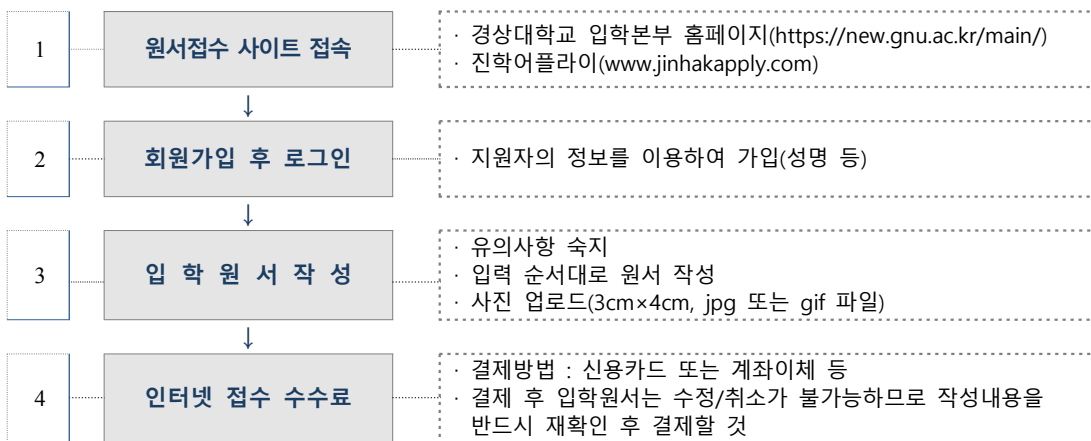 1
원서접수 사이트 접속
· 경상대학교 입학본부 홈페이지(https://new.gnu.ac.kr/main/)
· 진학어플라이(www.jinhakapply.com)
↓
2
회원가입 후 로그인
· 지원자의 정보를 이용하여 가입(성명 등)
↓
3
입 학 원 서 작 성
· 유의사항 숙지
· 입력 순서대로 원서 작성
· 사진 업로드(3cm×4cm, jpg 또는 gif 파일)
↓
4
인터넷 접수 수수료
· 결제방법 : 신용카드 또는 계좌이체 등
· 결제 후 입학원서는 수정/취소가 불가능하므로 작성내용을
반드시 재확인 후 결제할 것